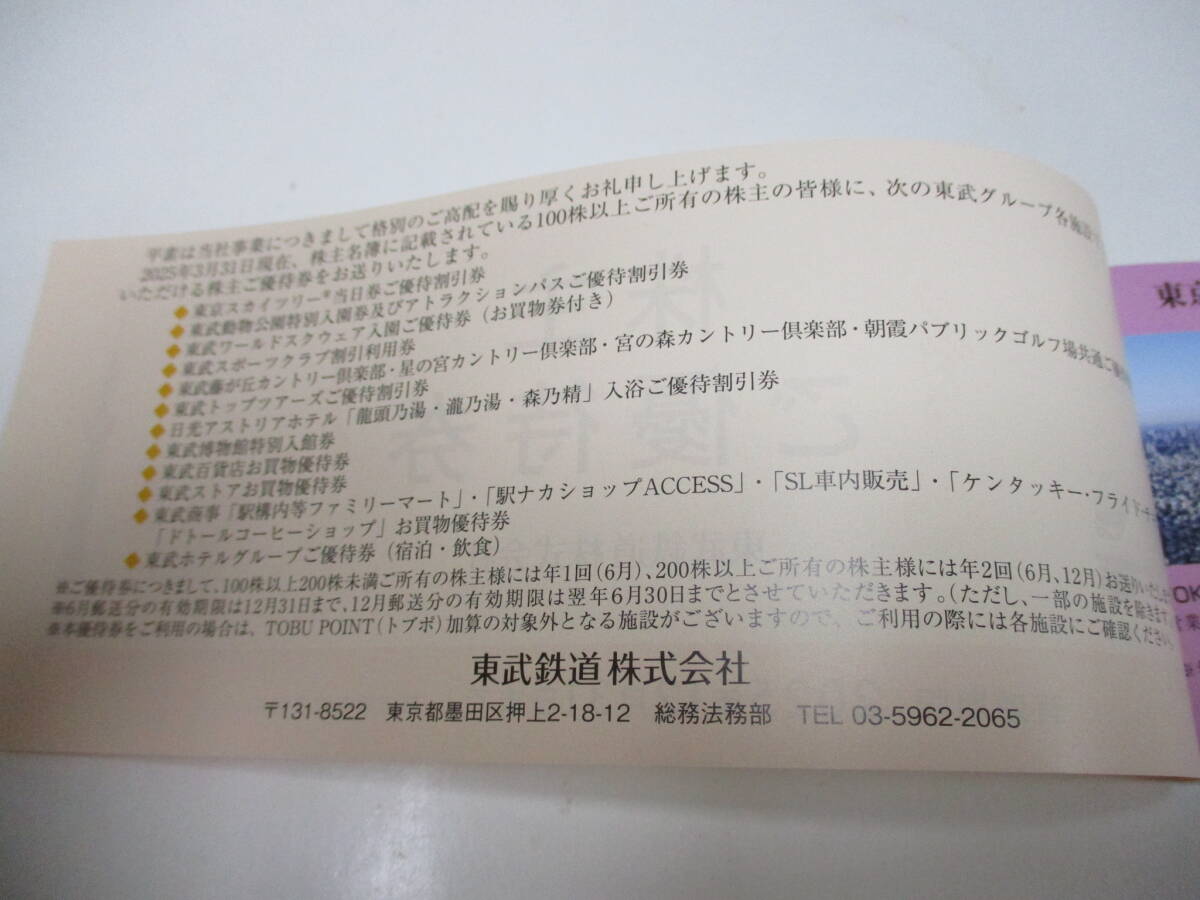 平素は当社事業につきまして格別のご高配を賜り厚くお礼申し上げます。
2025年3月31日現在、株主名簿に記載されている100株以上ご所有の株主の皆様に、次の東武グループ各施設
いただける株主ご優待券をお送りいたします。
◆東京スカイツリー®当日券ご優待割引券
◆東武動物公園特別入園券及びアトラクションパスご優待割引券
◆東武ワールドスクウェア入園ご優待券（お買物券付き）
◆東武スポーツクラブ割引利用券
◆東武藤が丘カントリー倶楽部・星の宮カントリー倶楽部・宮の森カントリー倶楽部・朝霞パブリックゴルフ場共通ご
◆東武トップツアーズご優待割引券
◆日光アストリアホテル「龍頭乃湯・瀧乃湯・森乃精」入浴ご優待割引券
◆東武博物館特別入館券
◆東武百貨店お買物優待券
◆東武ストアお買物優待券
◆東武商事「駅構内等ファミリーマート」・「駅ナカショップACCESS」・「SL車内販売」・「ケンタッキー・フライド・チ
「ドトールコーヒーショップ」お買物優待券
◆東武ホテルグループご優待券（宿泊・飲食）
※ご優待券につきまして、100株以上200株未満ご所有の株主様には年1回（6月）、200株以上ご所有の株主様には年2回（6月、12月）お送りいたし
※6月郵送分の有効期限は12月31日まで、12月郵送分の有効期限は翌年6月30日までとさせていただきます。（ただし、一部の施設を除きます
※本優待券をご利用の場合は、TOBU POINT（トブポ）加算の対象外となる施設がございますので、ご利用の際には各施設にご確認ください。
東武鉄道株式会社
〒131-8522 東京都墨田区押上2-18-12 総務法務部 TEL 03-5962-2065
東
OK